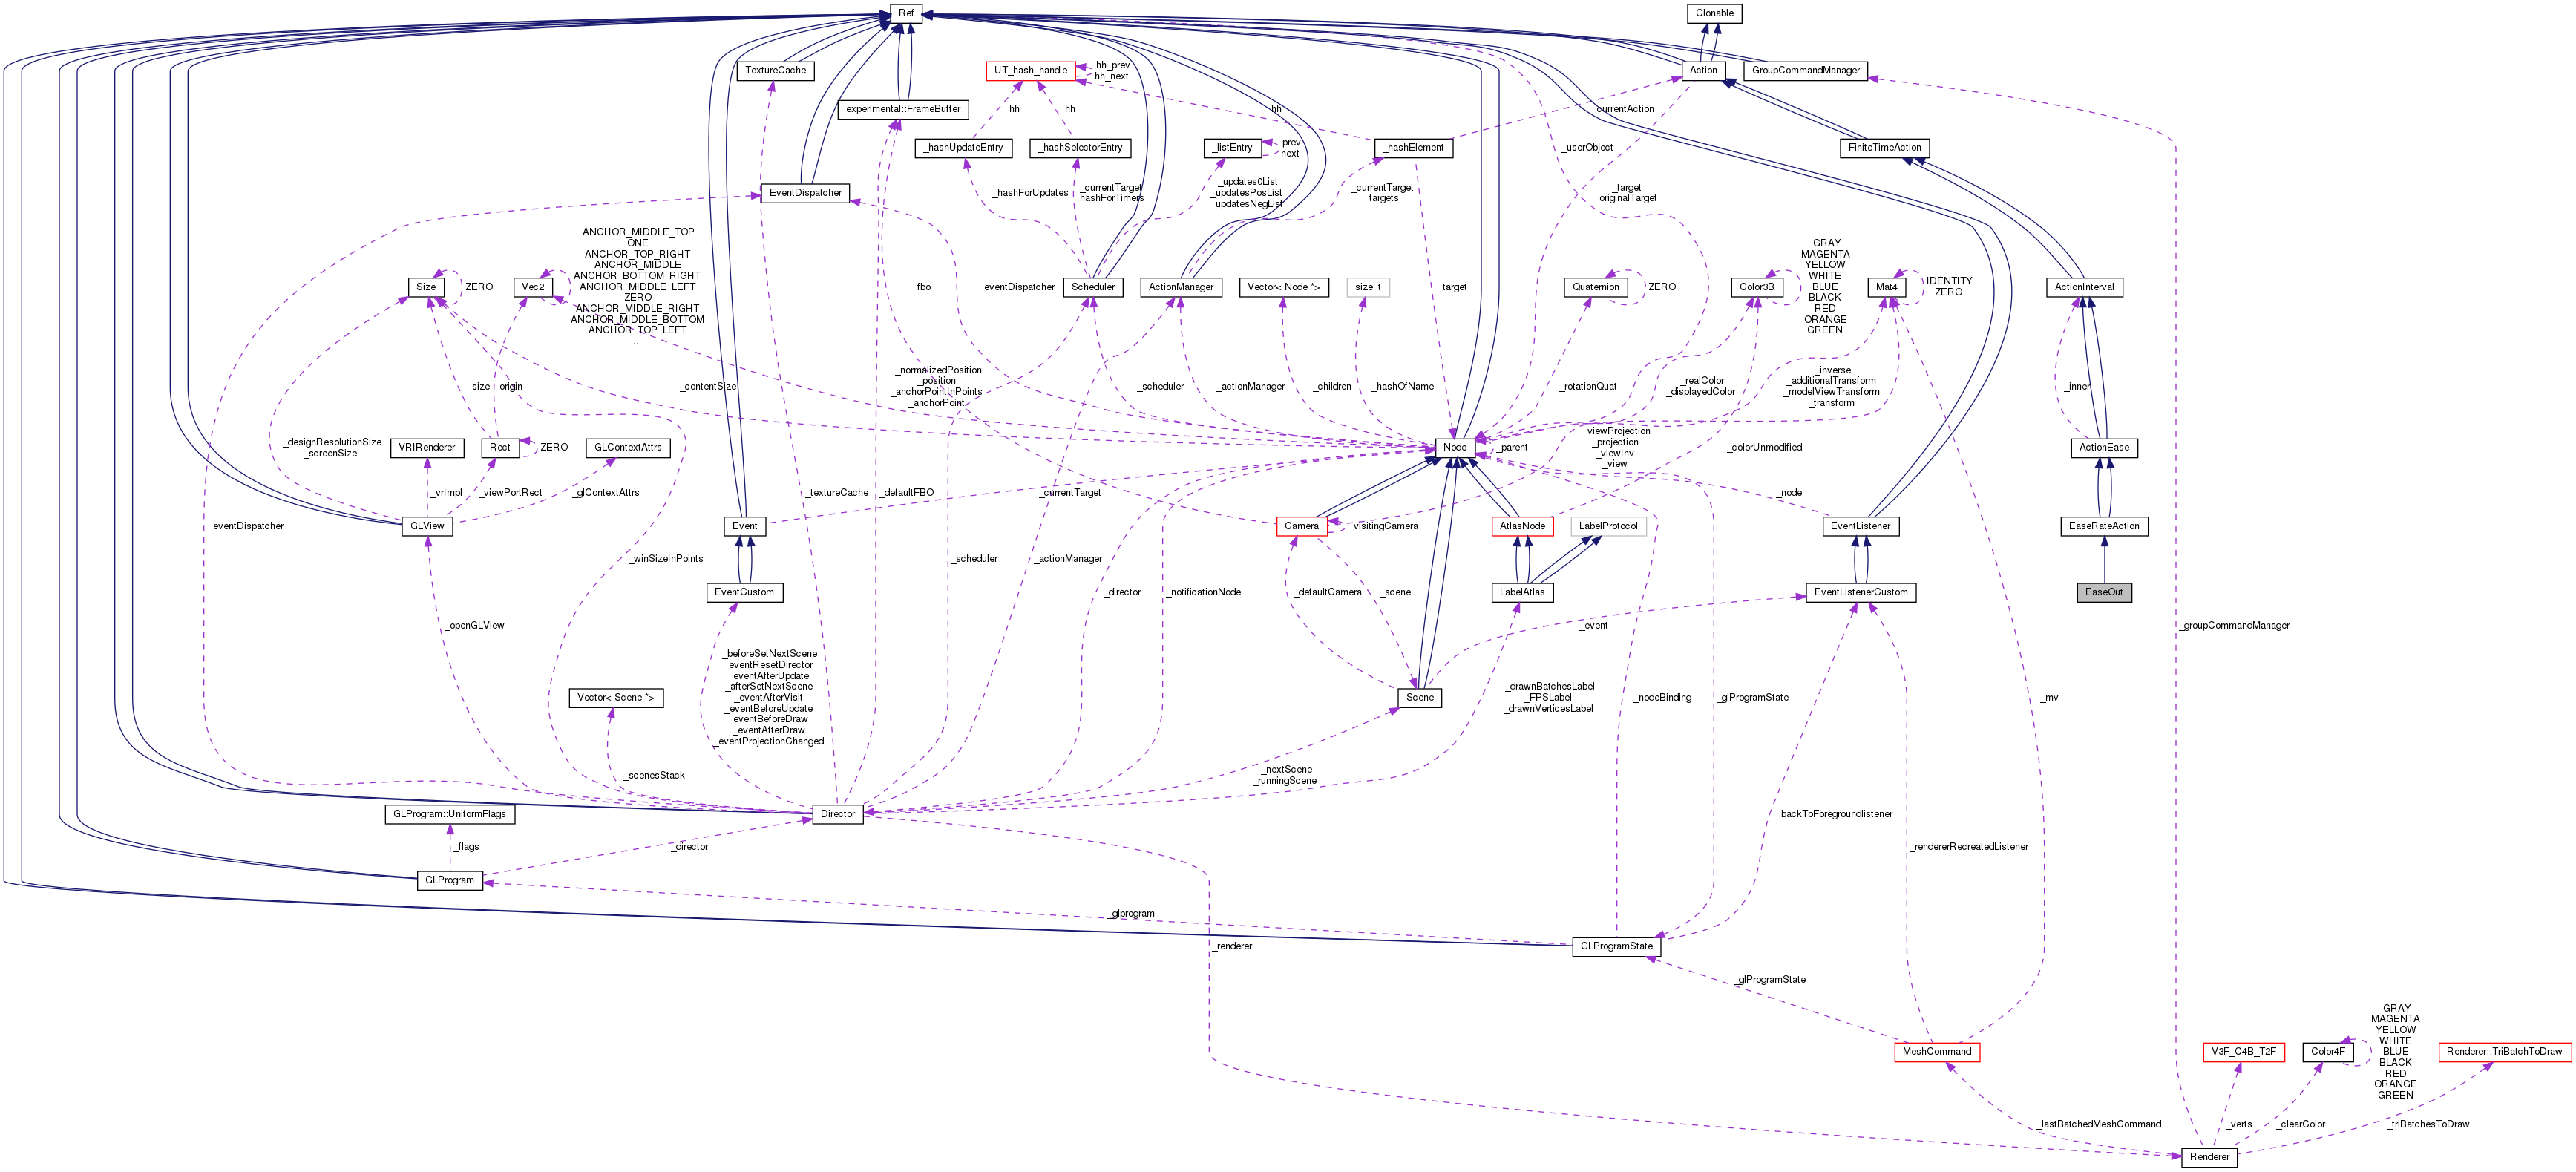 Ref
Clonable
TextureCache
UT_hash_handle
hh_prev
hh_next
Action
GroupCommandManager
experimental::FrameBuffer
hh
hh
hh
currentAction
_hashUpdateEntry
_hashSelectorEntry
_listEntry
prev
next
_hashElement
_userObject
FiniteTimeAction
EventDispatcher
_hashForUpdates
_currentTarget
_hashForTimers
_updates0List
_updatesPosList
_updatesNegList
_currentTarget
_targets
_target
_originalTarget
ANCHOR_MIDDLE_TOP
ONE
ANCHOR_TOP_RIGHT
ANCHOR_MIDDLE
ANCHOR_BOTTOM_RIGHT
ANCHOR_MIDDLE_LEFT
ZERO
ANCHOR_MIDDLE_RIGHT
ANCHOR_MIDDLE_BOTTOM
ANCHOR_TOP_LEFT
...
GRAY
MAGENTA
YELLOW
WHITE
BLUE
BLACK
RED
ORANGE
GREEN
Size
ZERO
Vec2
_fbo
_eventDispatcher
Scheduler
ActionManager
Vector< Node *>
size_t
target
Quaternion
ZERO
Color3B
Mat4
IDENTITY
ZERO
ActionInterval
size
origin
_contentSize
_normalizedPosition
_position
_anchorPointInPoints
_anchorPoint
_scheduler
_actionManager
_children
_hashOfName
_rotationQuat
_realColor
_displayedColor
_inverse
_additionalTransform
_modelViewTransform
_transform
_inner
_designResolutionSize
_screenSize
VRIRenderer
Rect
ZERO
GLContextAttrs
Node
_parent
_viewProjection
_projection
_viewInv
_view
_colorUnmodified
ActionEase
_vrImpl
_viewPortRect
_glContextAttrs
_textureCache
_defaultFBO
_currentTarget
_node
_eventDispatcher
GLView
Event
Camera
_visitingCamera
AtlasNode
LabelProtocol
EventListener
EaseRateAction
_winSizeInPoints
_scheduler
_actionManager
EventCustom
_director
_notificationNode
_defaultCamera
_scene
LabelAtlas
EventListenerCustom
EaseOut
_openGLView
_event
_groupCommandManager
_beforeSetNextScene
_eventResetDirector
_eventAfterUpdate
_afterSetNextScene
_eventAfterVisit
_eventBeforeUpdate
_eventBeforeDraw
_eventAfterDraw
_eventProjectionChanged
Vector< Scene *>
Scene
_drawnBatchesLabel
_FPSLabel
_drawnVerticesLabel
_nodeBinding
_glProgramState
_mv
_scenesStack
_nextScene
_runningScene
GLProgram::UniformFlags
Director
_backToForegroundlistener
_flags
_director
_rendererRecreatedListener
GLProgram
_glprogram
_renderer
GLProgramState
_glProgramState
GRAY
MAGENTA
YELLOW
WHITE
BLUE
BLACK
RED
ORANGE
GREEN
MeshCommand
V3F_C4B_T2F
Color4F
Renderer::TriBatchToDraw
_lastBatchedMeshCommand
_verts
_clearColor
_triBatchesToDraw
Renderer